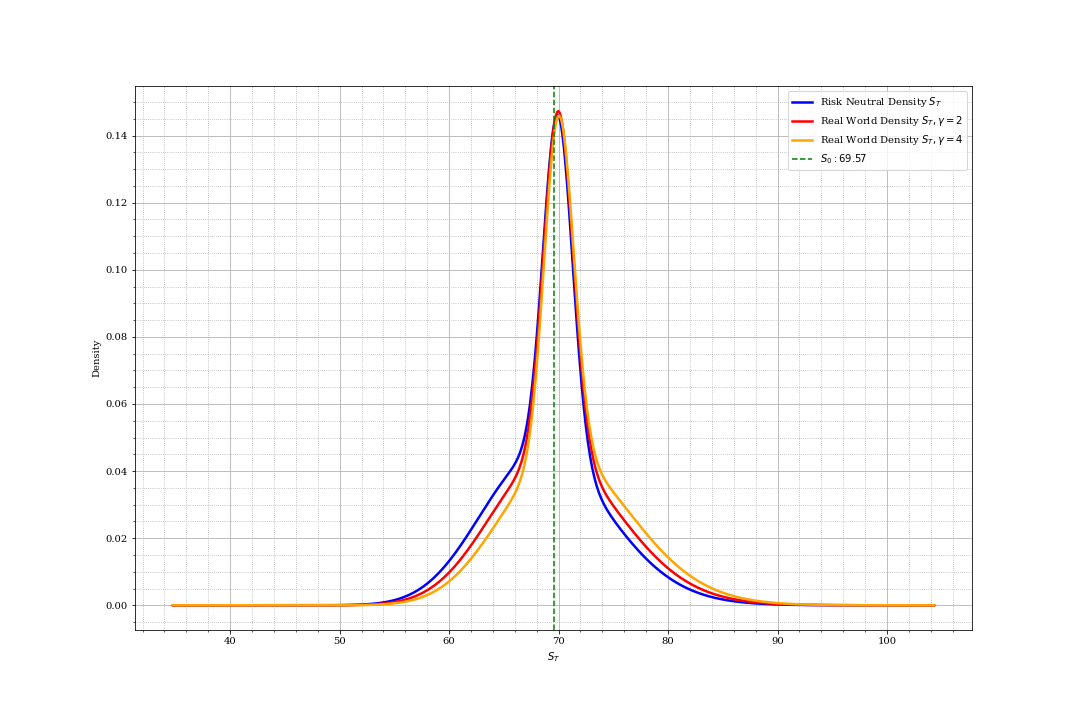 Risk Neutral Density $S_T$
Real World Density $S_T, γ = 2$
Real World Density $S_T, γ = 4$
$S_0 : 69.57$
0.14
0.12
0.10
0.08
0.06
0.04
0.02
0.00
Density
40 50 60 70 80 90 100
$S_T$